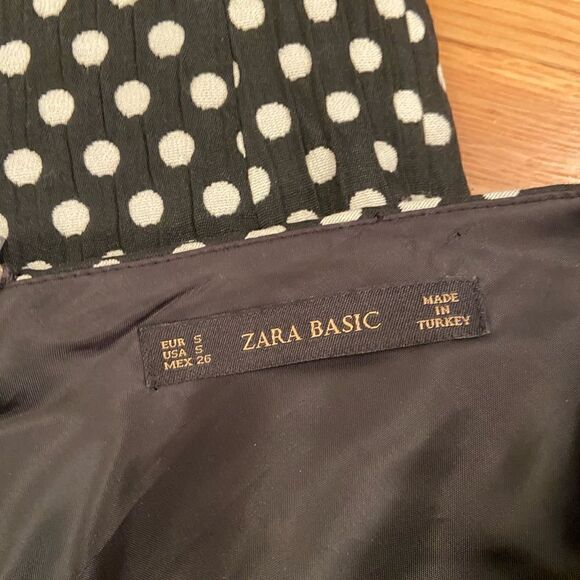 EUR S
USA S
MEX 26
ZARA BASIC
MADE
IN
TURKEY